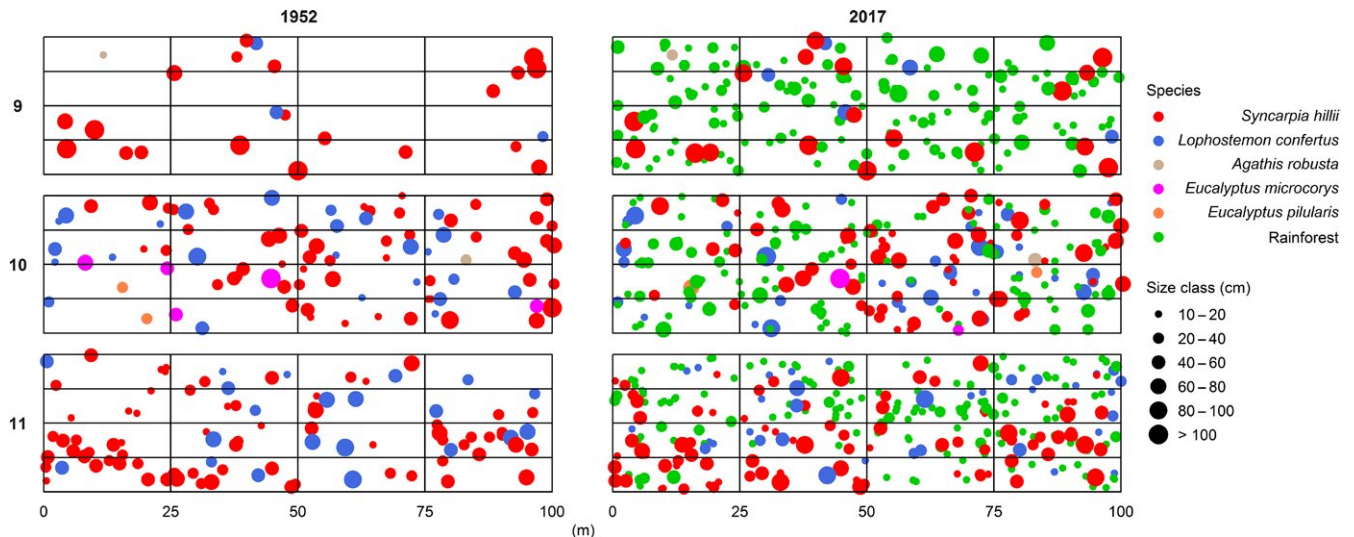 1952
2017
9
10
11
0
25
50
75
100
(m)
0
25
50
75
100
Species
Syncarpia hillii
Lophostemon confertus
Agathis robusta
Eucalyptus microcorys
Eucalyptus pilularis
Rainforest
Size class (cm)
10 – 20
20 – 40
40 – 60
60 – 80
80 – 100
> 100